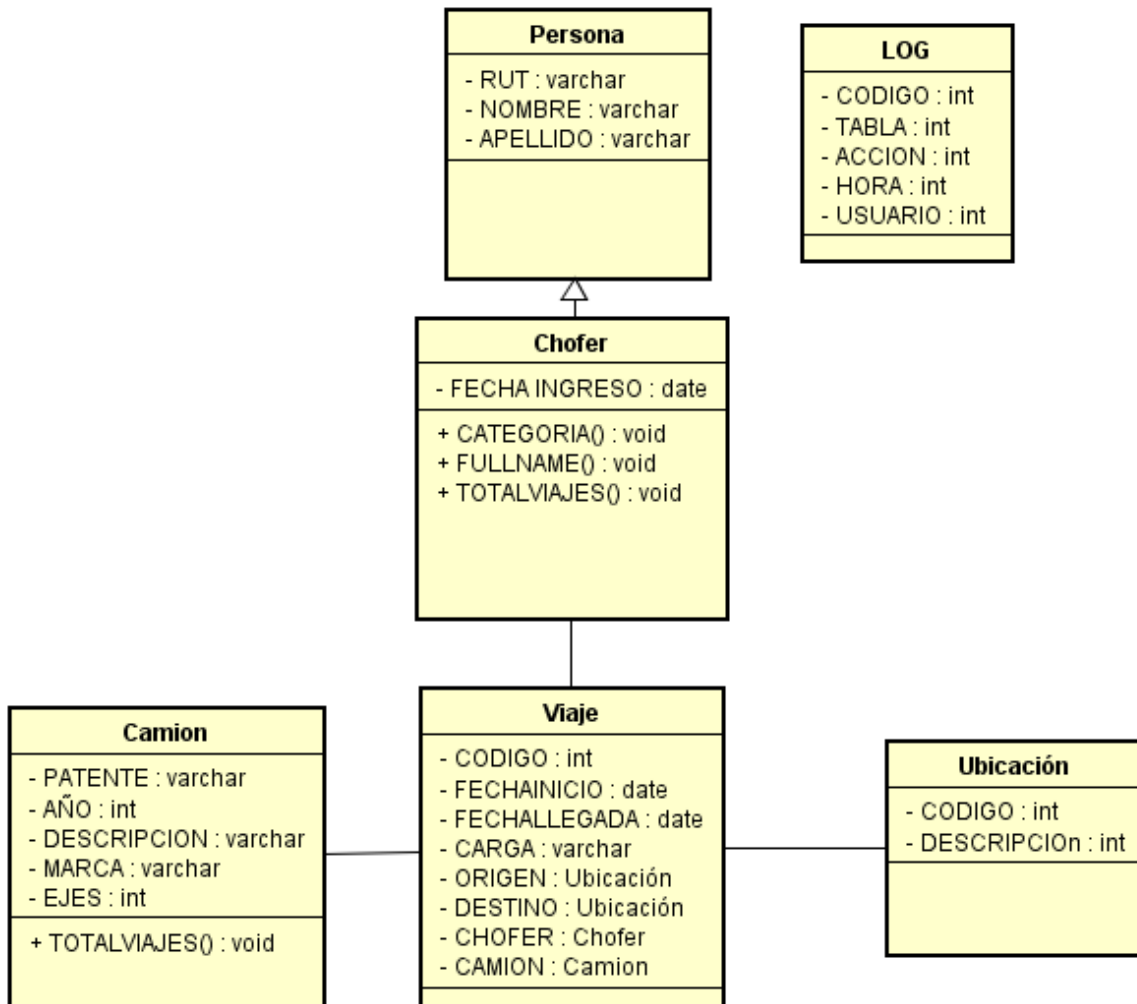 Persona
- RUT : varchar
- NOMBRE : varchar
- APELLIDO : varchar
LOG
- CODIGO : int
- TABLA : int
- ACCION : int
- HORA : int
- USUARIO : int
Chofer
- FECHA INGRESO : date
+ CATEGORIA() : void
+ FULLNAME() : void
+ TOTALVIAJES() : void
Camion
- PATENTE : varchar
- AÑO : int
- DESCRIPCION : varchar
- MARCA : varchar
- EJES : int
+ TOTALVIAJES() : void
Viaje
- CODIGO : int
- FECHAINICIO : date
- FECHALLEGADA : date
- CARGA : varchar
- ORIGEN : Ubicación
- DESTINO : Ubicación
- CHOFER : Chofer
- CAMION : Camion
Ubicación
- CODIGO : int
- DESCRIPCIOn : int